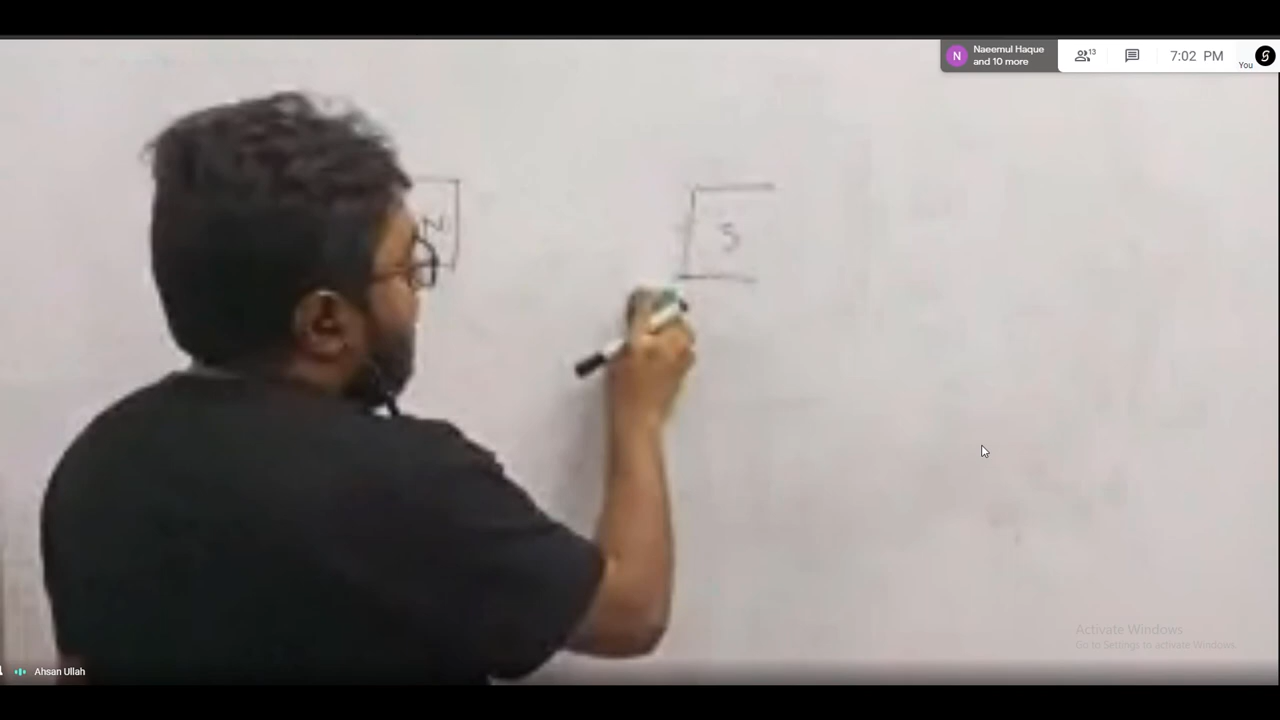 Naeemul Haque
and 10 more
13
7:02 PM
You
N
N
S
Activate Windows
Go to Settings to activate Windows.
Ahsan Ullah